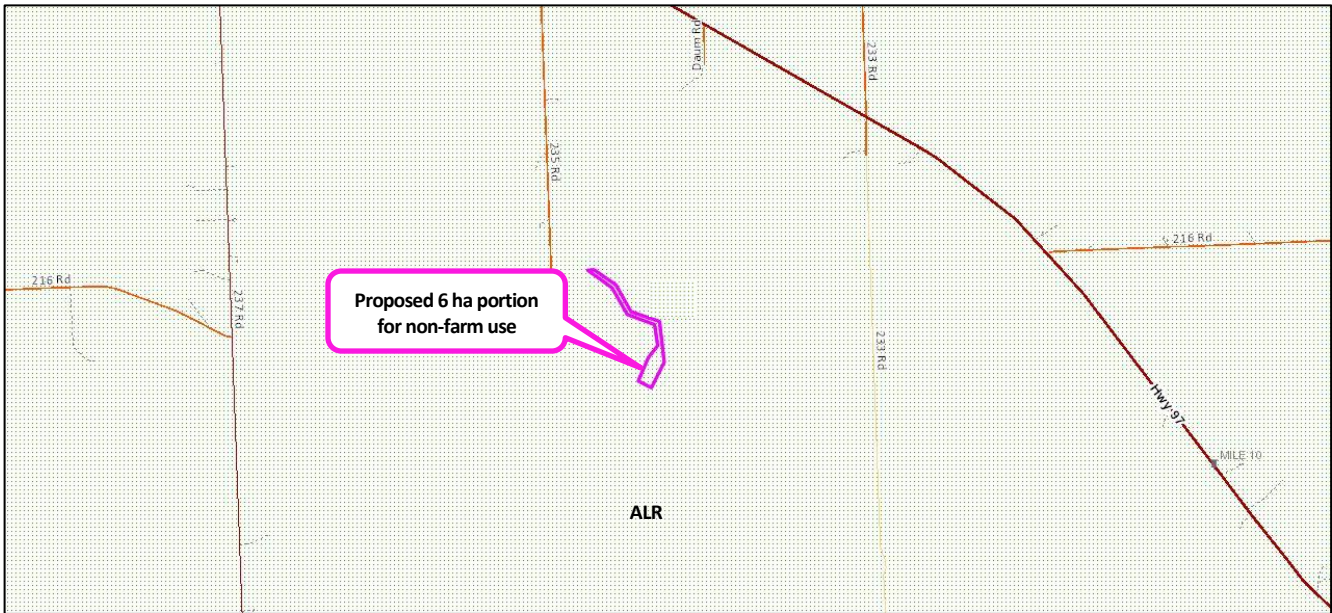 Danum Rd
233 Rd
235 Rd
216 Rd
216 Rd
237 Rd
Proposed 6 ha portion
for non-farm use
233 Rd
Hwy 97
MILE 10
ALR